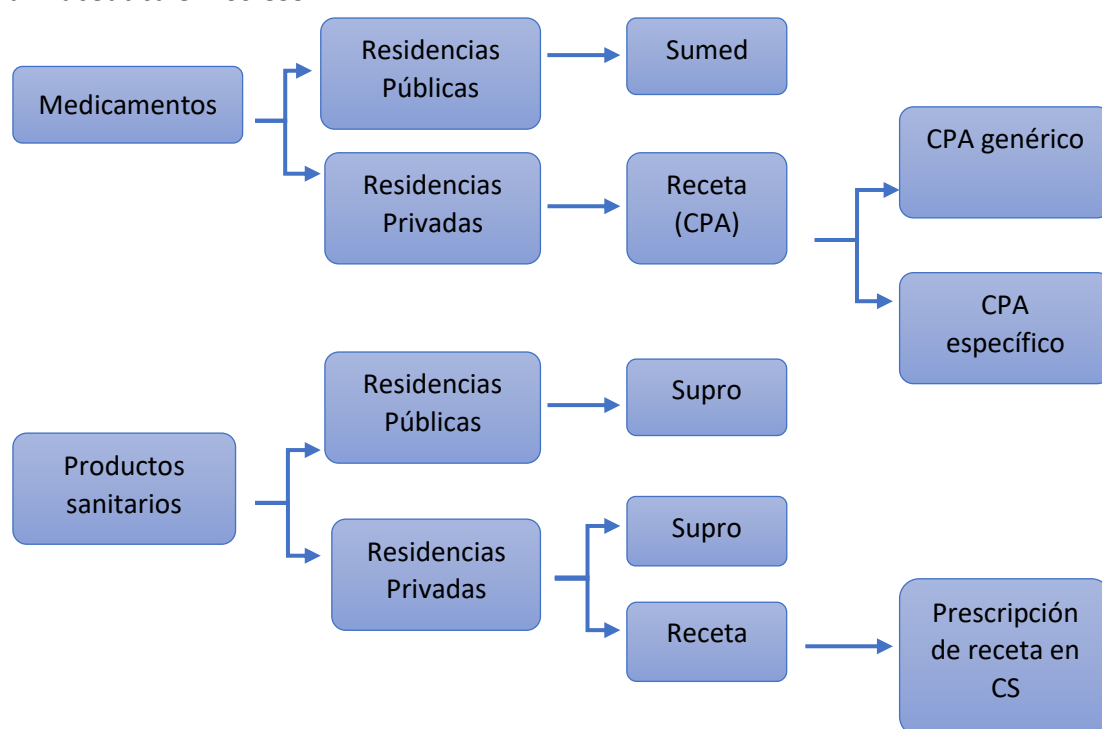 Medicamentos
Residencias
Públicas
Sumed
Residencias
Privadas
Receta
(CPA)
CPA genérico
CPA
específico
Productos
sanitarios
Residencias
Públicas
Supro
Residencias
Privadas
Supro
Receta
Prescripción
de receta en
CS